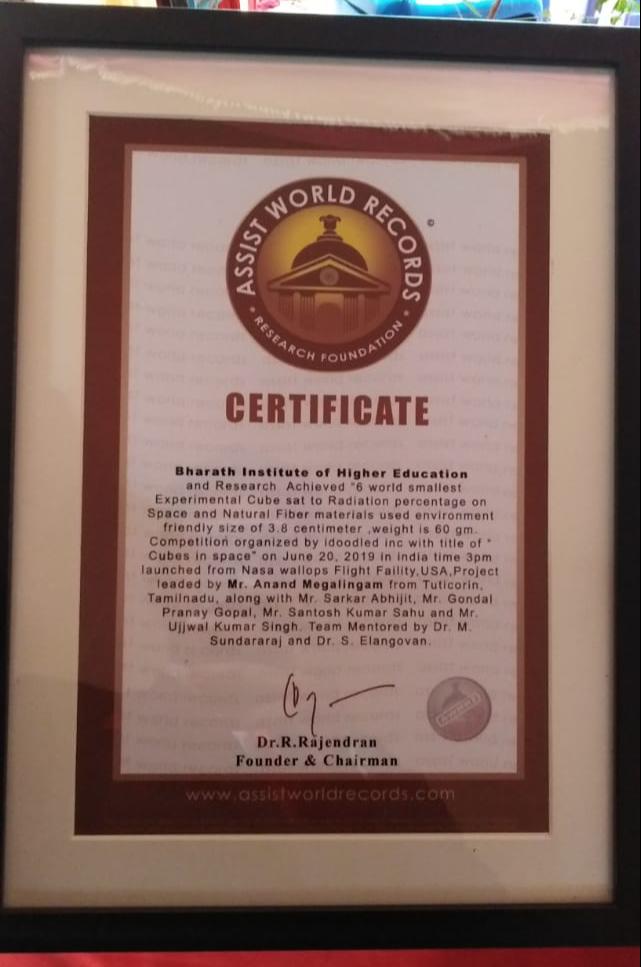 ASSIST WORLD RECORDS
RESEARCH FOUNDATION
©
CERTIFICATE
Bharath Institute of Higher Education
and Research Achieved "6 world smallest
Experimental Cube sat to Radiation percentage on
Space and Natural Fiber materials used environment
friendly size of 3.8 centimeter ,weight is 60 gm.
Competition organized by idoodled inc with title of "
Cubes in space" on June 20, 2019 in india time 3pm
launched from Nasa wallops Flight Faility,USA,Project
leaded by Mr. Anand Megalingam from Tuticorin,
Tamilnadu, along with Mr. Sarkar Abhijit, Mr. Gondal
Pranay Gopal, Mr. Santosh Kumar Sahu and Mr.
Ujjwal Kumar Singh. Team Mentored by Dr. M.
Sundararaj and Dr. S. Elangovan.
Dr.R.Rajendran
Founder & Chairman
www.assistworldrecords.com